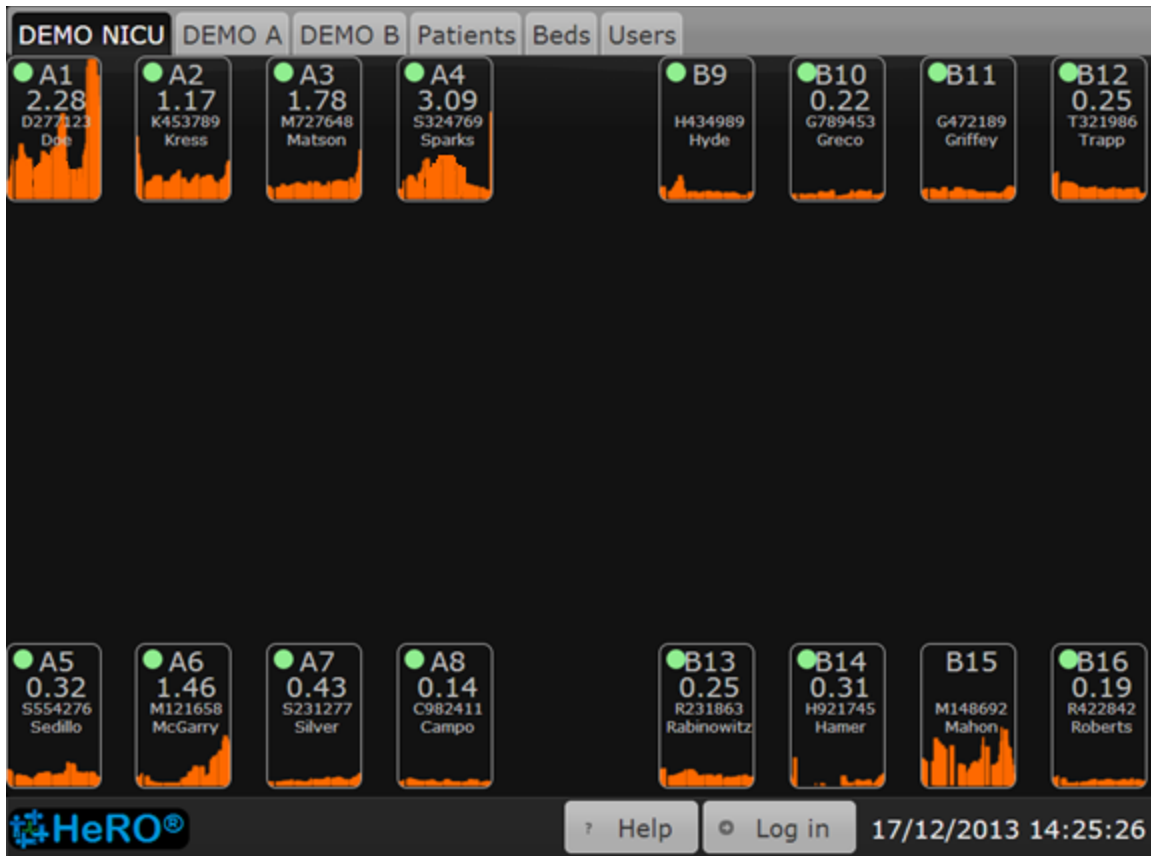 DEMO NICU DEMO A DEMO B Patients Beds Users
A1
2.28
D277123
Doe
A2
1.17
K453789
Kress
A3
1.78
M727648
Matson
A4
3.09
S324769
Sparks
B9
H434989
Hyde
B10
0.22
G789453
Greco
B11
G472189
Griffey
B12
0.25
T321986
Trapp
A5
0.32
S554276
Sedillo
A6
1.46
M121658
McGarry
A7
0.43
S231277
Silver
A8
0.14
C982411
Campo
B13
0.25
R231863
Rabinowitz
B14
0.31
H921745
Hamer
B15
M148692
Mahon
B16
0.19
R422842
Roberts
HeRO® ? Help Log in 17/12/2013 14:25:26